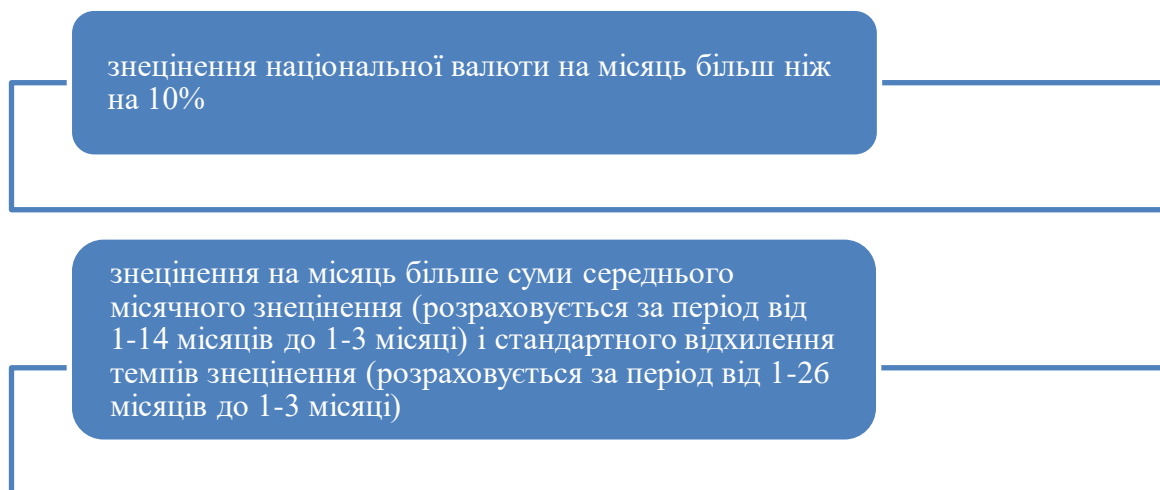 знецінення національної валюти на місяць більш ніж
на 10%
знецінення на місяць більше суми середнього
місячного знецінення (розраховується за період від
1-14 місяців до 1-3 місяці) і стандартного відхилення
темпів знецінення (розраховується за період від 1-26
місяців до 1-3 місяці)